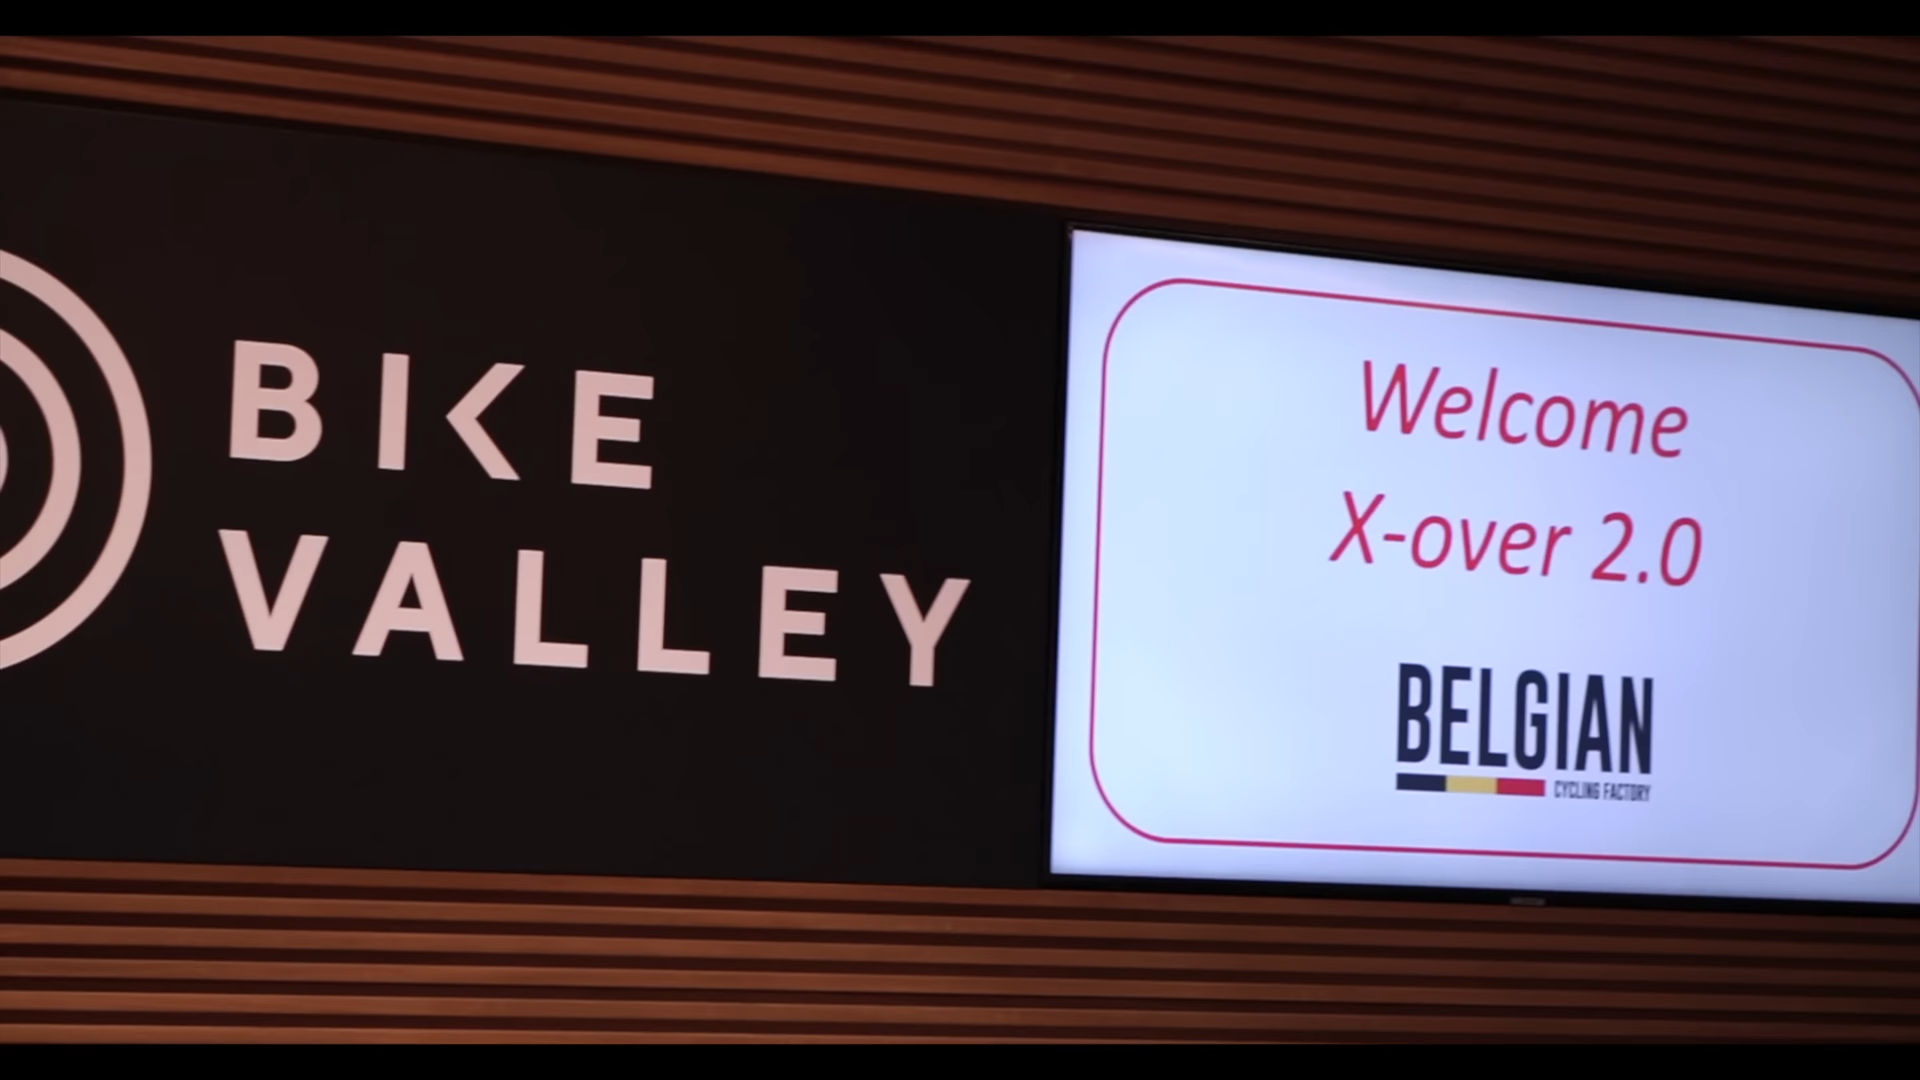 BIKE
VALLEY
Welcome
X-over 2.0
BELGIAN
CYCLING FACTORY